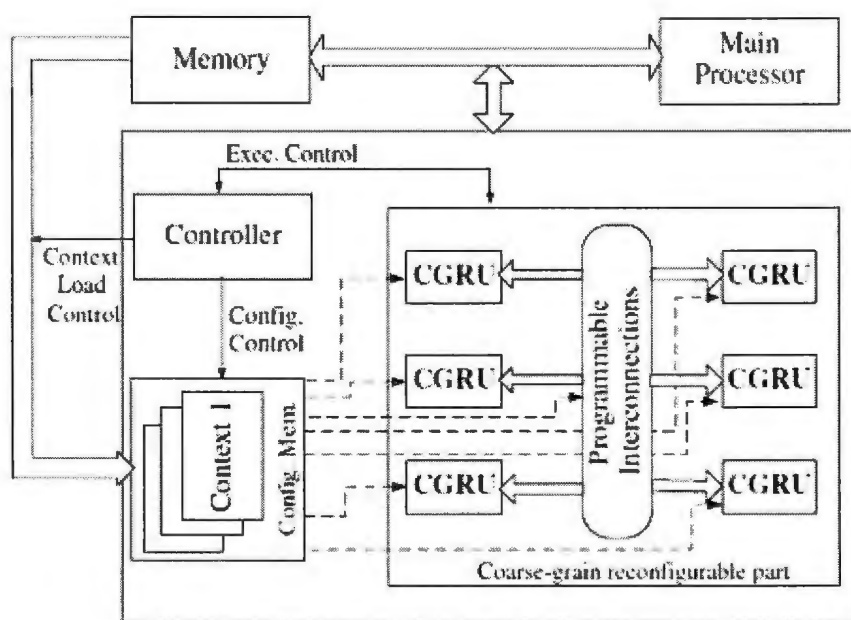 Memory
Main
Processor
Exec. Control
Controller
Context
Load
Control
Config.
Control
CGRU
CGRU
CGRU
CGRU
CGRU
CGRU
Programmable
Interconnections
Context 1
Config. Mem.
Coarse-grain reconfigurable part